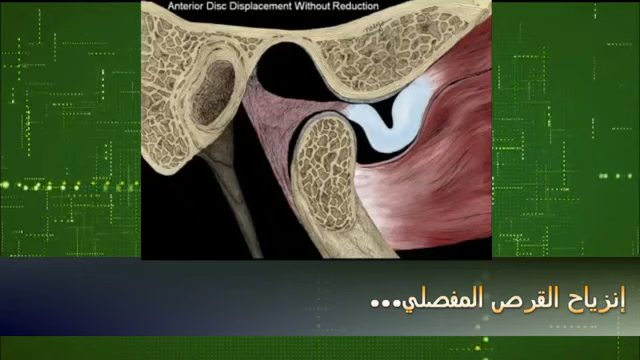 Anterior Disc Displacement Without Reduction
إنزياح القرص المفصلي...